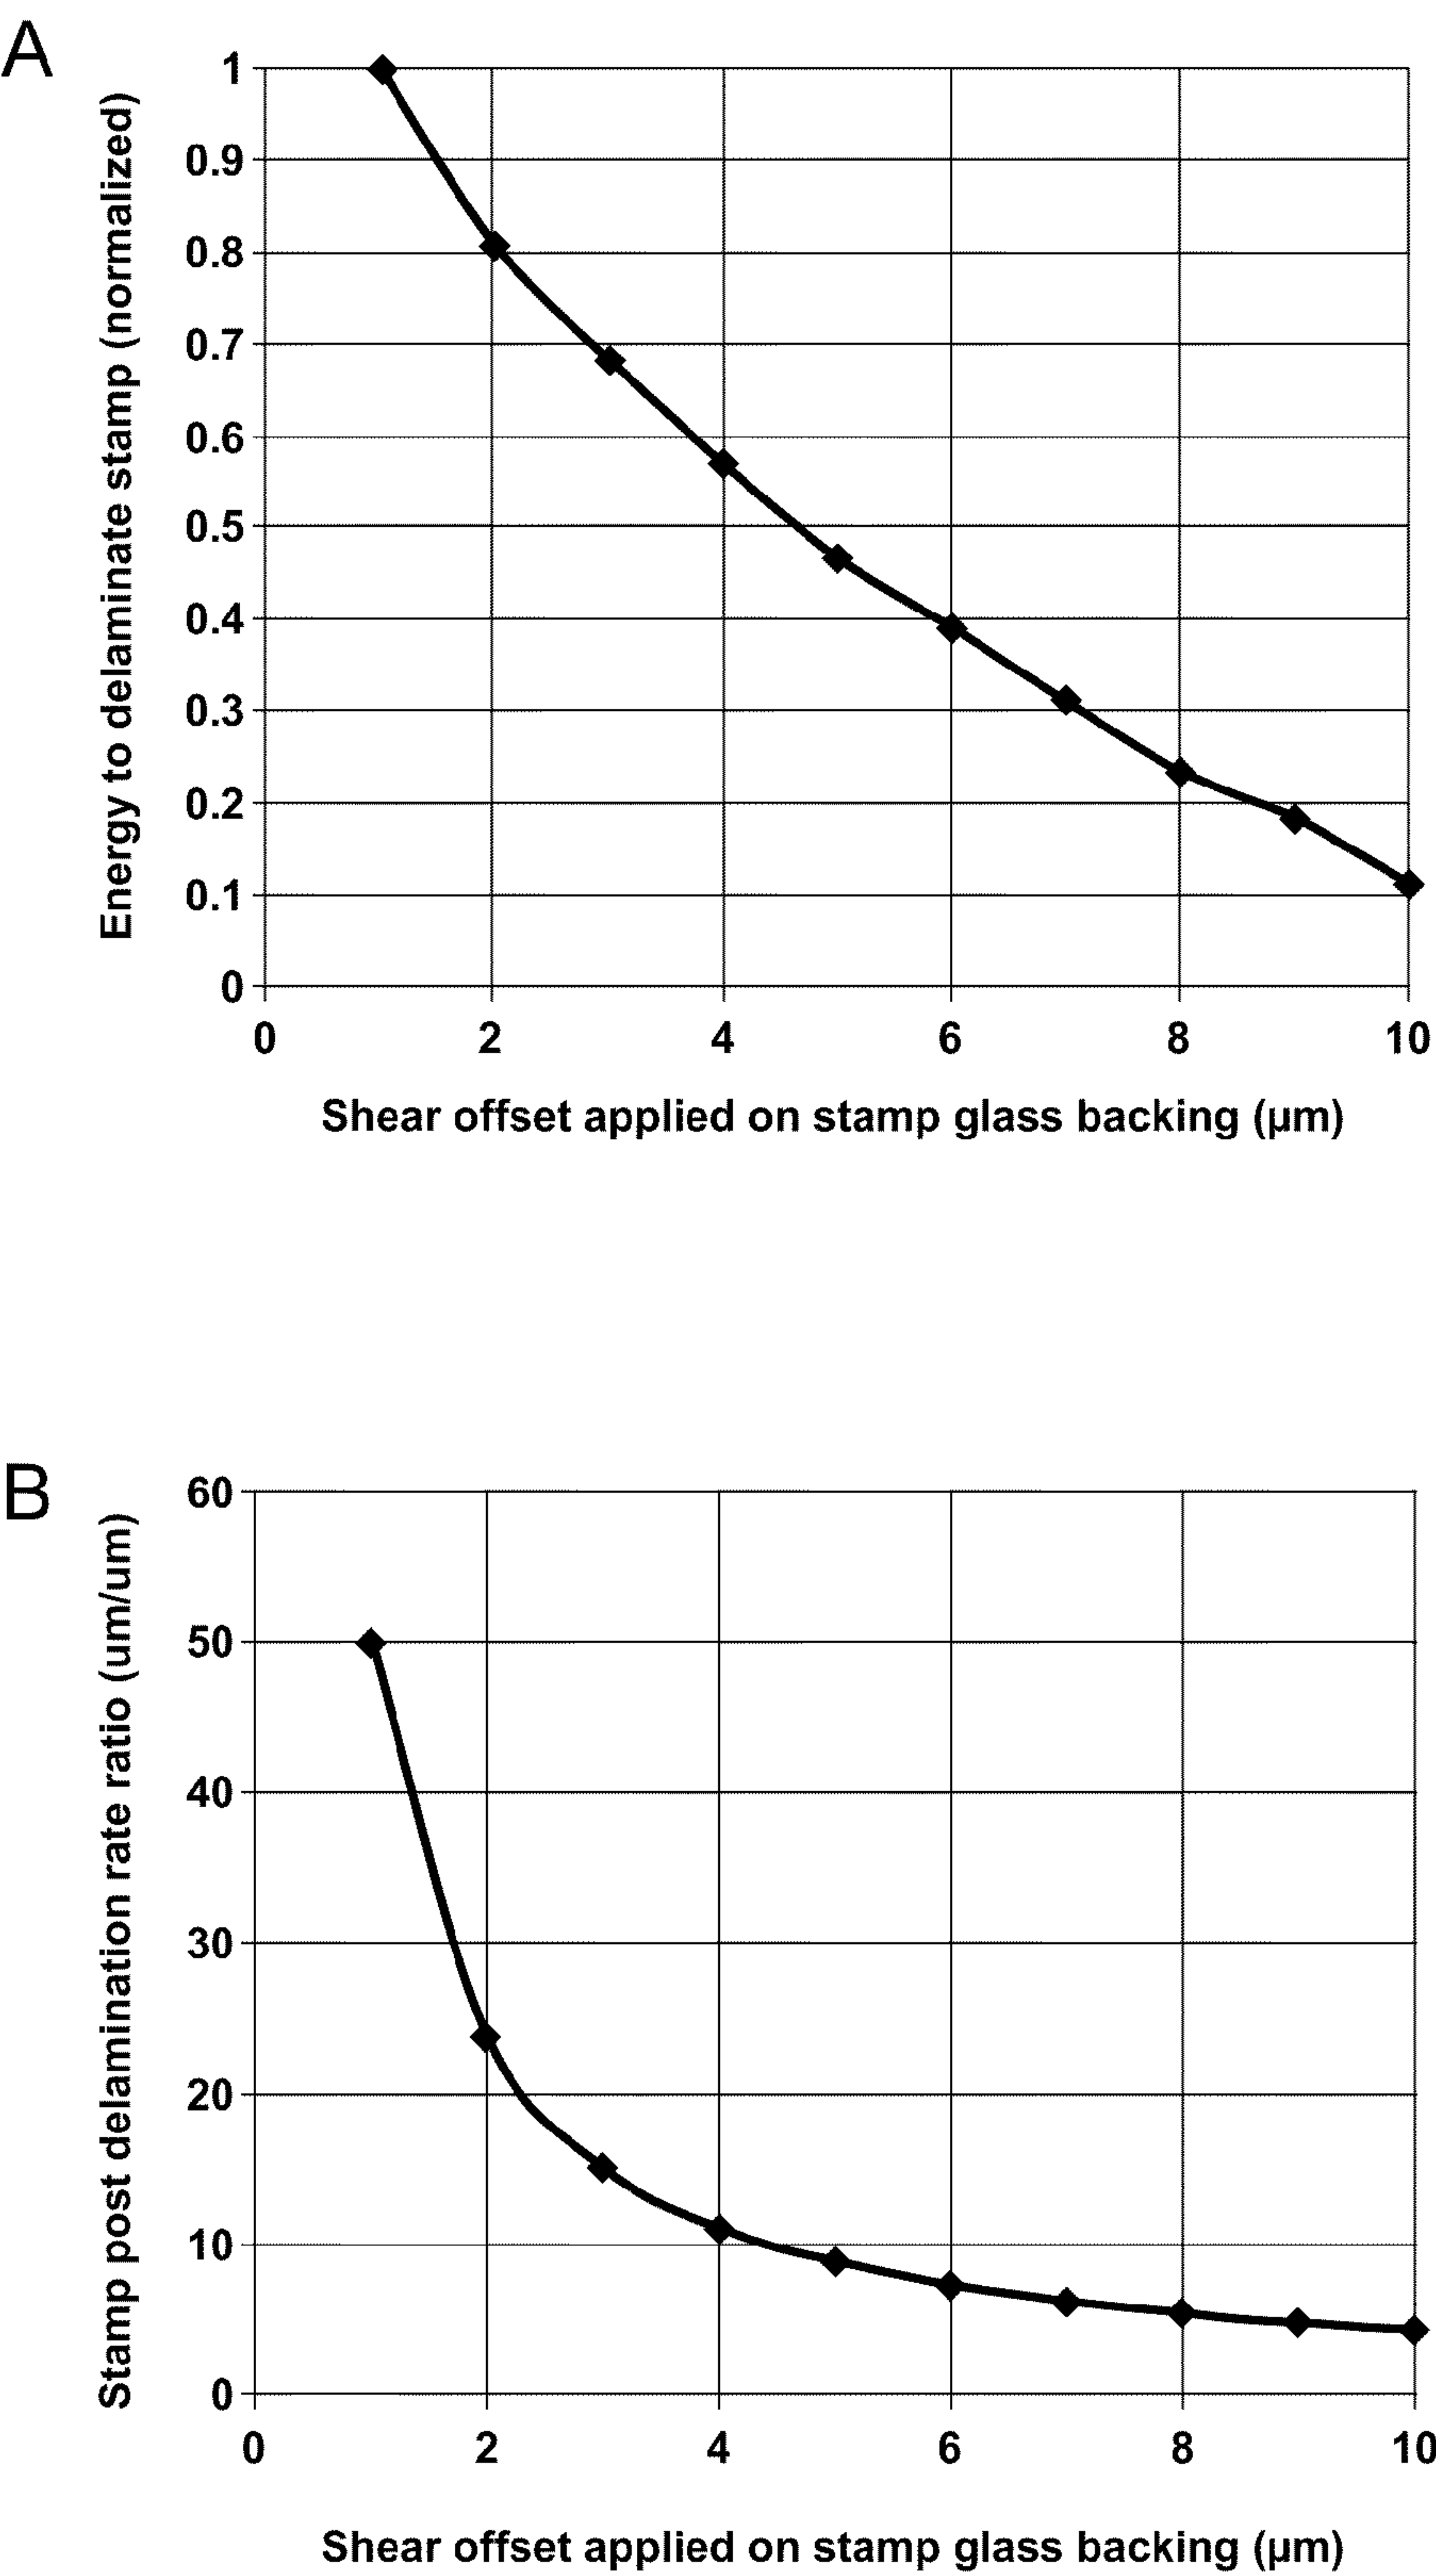 A
Energy to delaminate stamp (normalized)
1
0.9
0.8
0.7
0.6
0.5
0.4
0.3
0.2
0.1
0
0 2 4 6 8 10
Shear offset applied on stamp glass backing (µm)
B
Stamp post delamination rate ratio (um/um)
60
50
40
30
20
10
0
0 2 4 6 8 10
Shear offset applied on stamp glass backing (µm)